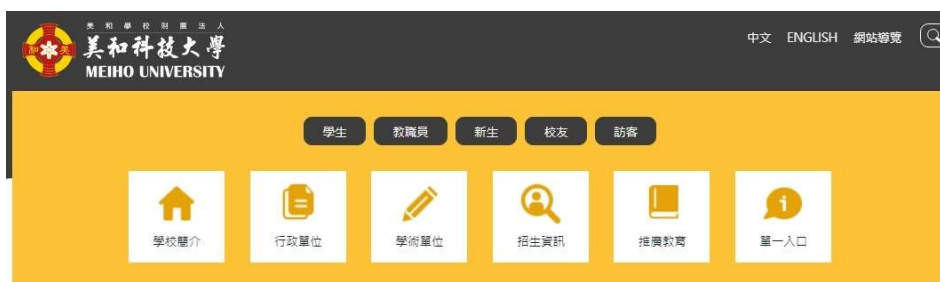 美和學校財團法人
美和科技大學
MEIHO UNIVERSITY
中文 ENGLISH 網站導覽
學生 教職員 新生 校友 訪客
學校簡介 行政單位 學術單位 招生資訊 推廣教育 單一入口